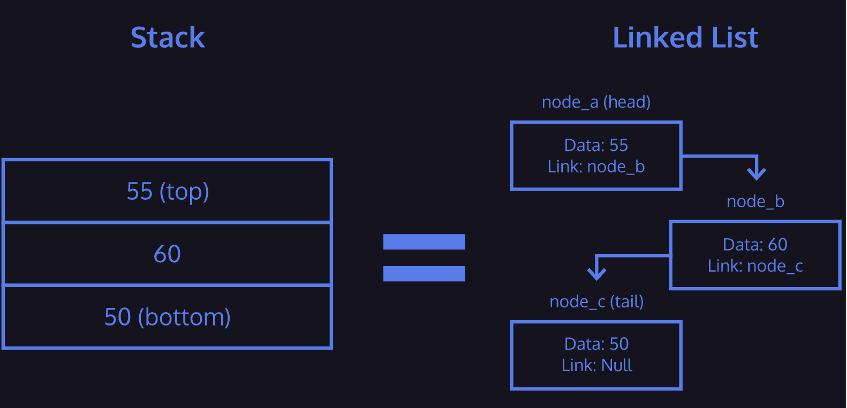 Stack
55 (top)
60
50 (bottom)
Linked List
node_a (head)
Data: 55
Link: node_b
node_b
Data: 60
Link: node_c
node_c (tail)
Data: 50
Link: Null